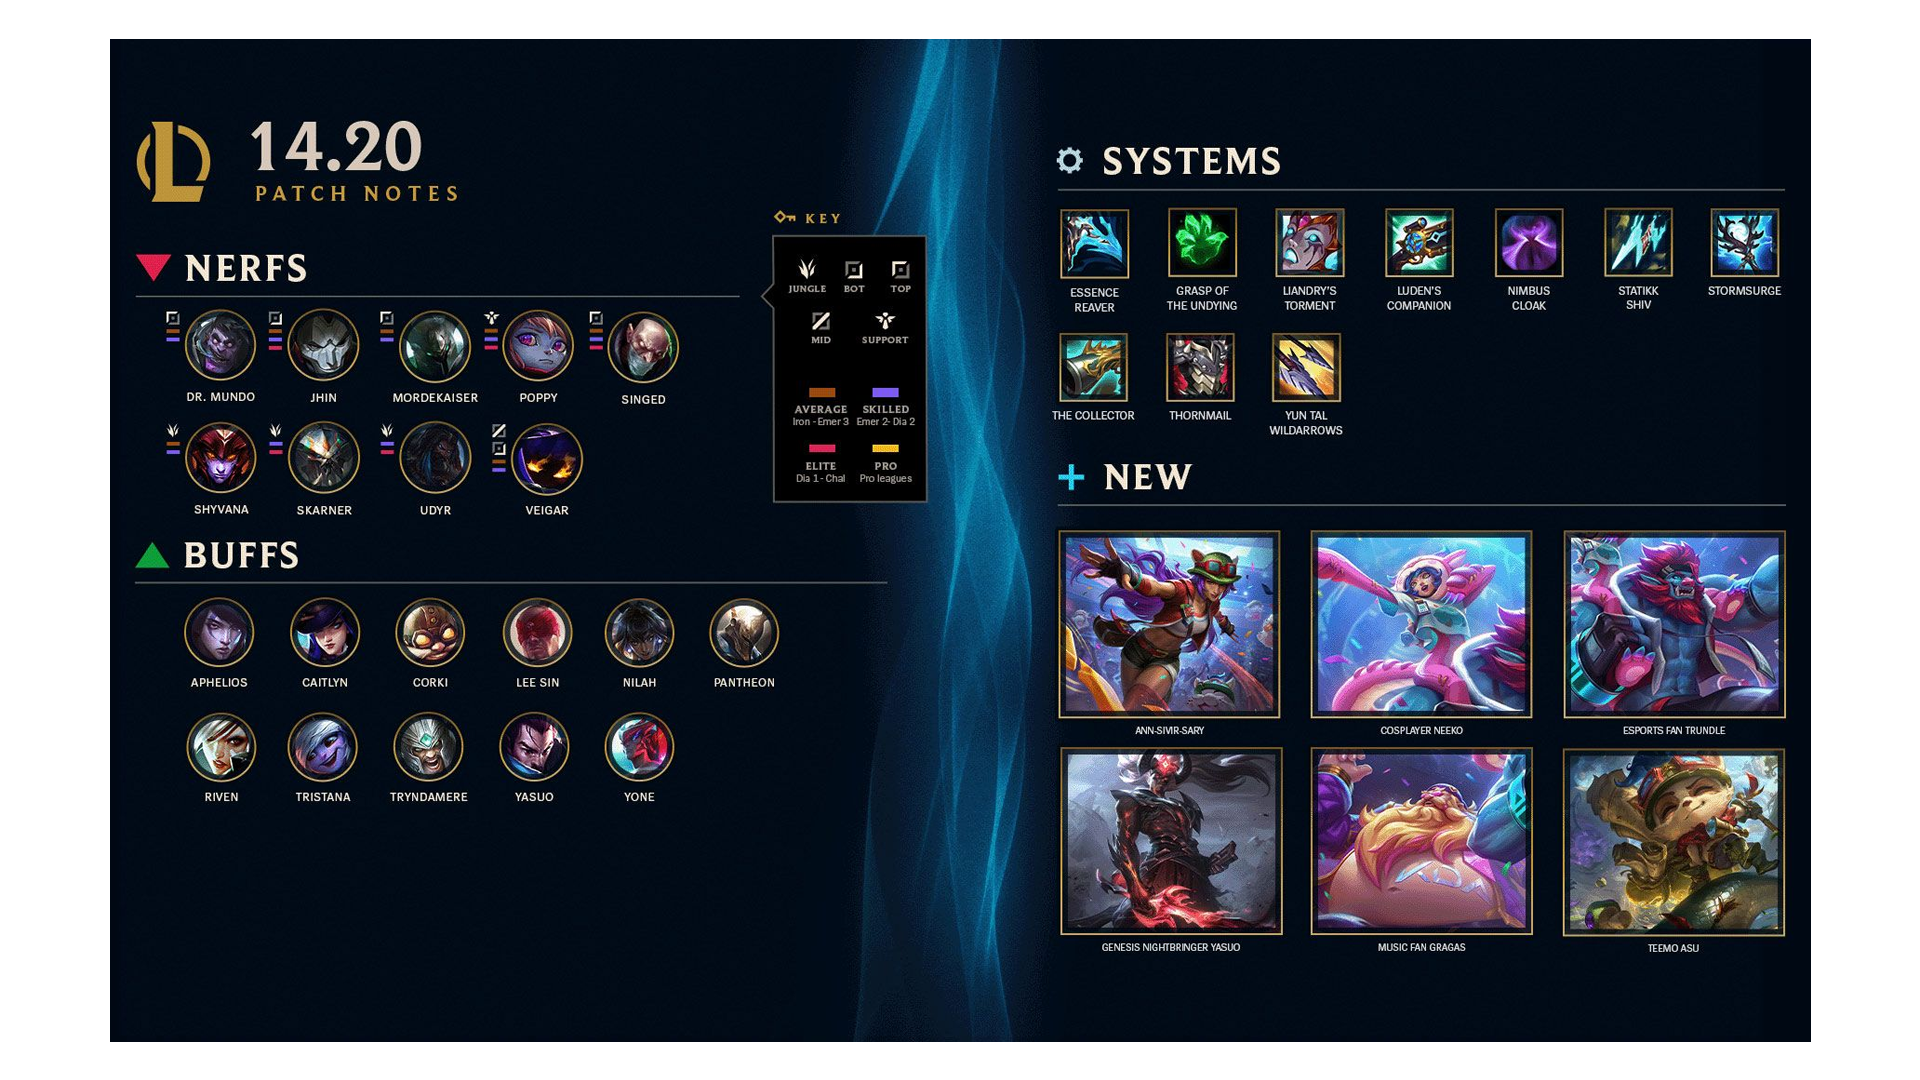 14.20
PATCH NOTES
NERFS
DR. MUNDO
JHIN
MORDEKAISER
POPPY
SINGED
SHYVANA
SKARNER
UDYR
VEIGAR
BUFFS
APHELIOS
CAITLYN
CORKI
LEE SIN
NILAH
PANTHEON
RIVEN
TRISTANA
TRYNDAMERE
YASUO
YONE
KEY
JUNGLE
BOT
TOP
MID
SUPPORT
AVERAGE
Iron - Emer 3
SKILLED
Emer 2- Dia 2
ELITE
Dia 1 - Chal
PRO
Pro leagues
SYSTEMS
ESSENCE
REAVER
GRASP OF
THE UNDYING
LIANDRY'S
TORMENT
LUDEN'S
COMPANION
NIMBUS
CLOAK
STATIKK
SHIV
STORMSURGE
THE COLLECTOR
THORNMAIL
YUN TAL
WILDARROWS
NEW
ANN-SIVIR-SARY
COSPLAYER NEEKO
ESPORTS FAN TRUNDLE
GENESIS NIGHTBRINGER YASUO
MUSIC FAN GRAGAS
TEEMO ASU